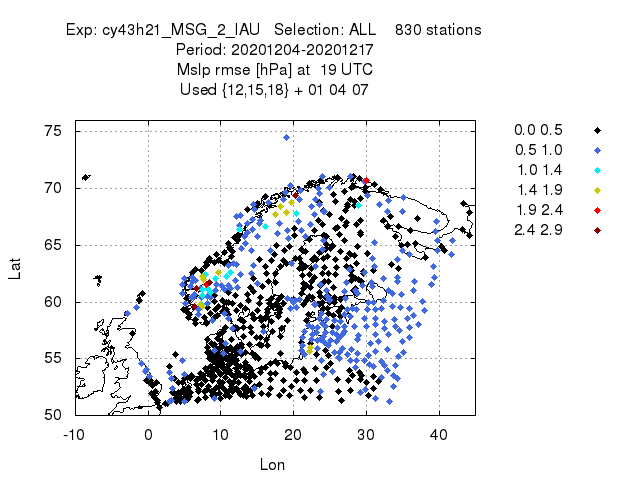 Exp: cy43h21_MSG_2_IAU   Selection: ALL    830 stations
Period: 20201204-20201217
Mslp rmse [hPa] at  19 UTC
Used {12,15,18} + 01 04 07
0.0 0.5
0.5 1.0
1.0 1.4
1.4 1.9
1.9 2.4
2.4 2.9
75
70
65
60
55
50
Lat
-10 0 10 20 30 40
Lon